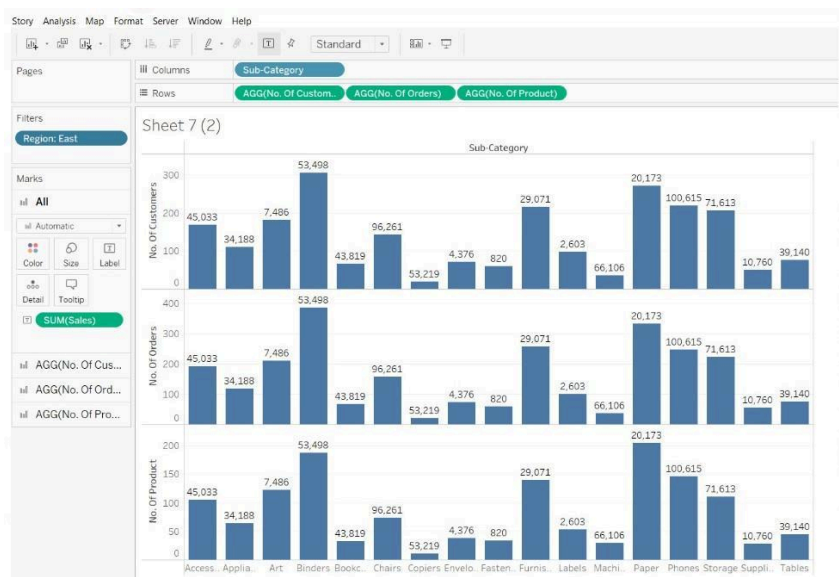 Story Analysis Map Format Server Window Help
Standard
Pages
Columns Sub-Category
Rows AGG(No. Of Custom.. AGG(No. Of Orders) AGG(No. Of Product)
Filters
Region: East
Sheet 7 (2)
Sub-Category
Marks
All
Automatic
Color Size Label
Detail Tooltip
SUM(Sales)
AGG(No. Of Cus...
AGG(No. Of Ord...
AGG(No. Of Pro...
No. Of Customers
300
200
100
0
45,033 34,188 7,486 53,498 43,819 96,261 53,219 4,376 820 29,071 2,603 66,106 20,173 100,615 71,613 10,760 39,140
No. Of Orders
400
300
200
100
0
45,033 34,188 7,486 53,498 43,819 96,261 53,219 4,376 820 29,071 2,603 66,106 20,173 100,615 71,613 10,760 39,140
No. Of Product
200
150
100
50
0
45,033 34,188 7,486 53,498 43,819 96,261 53,219 4,376 820 29,071 2,603 66,106 20,173 100,615 71,613 10,760 39,140
Access.. Applia.. Art Binders Bookc.. Chairs Copiers Envelo.. Fasten.. Furnis.. Labels Machi.. Paper Phones Storage Suppli.. Tables